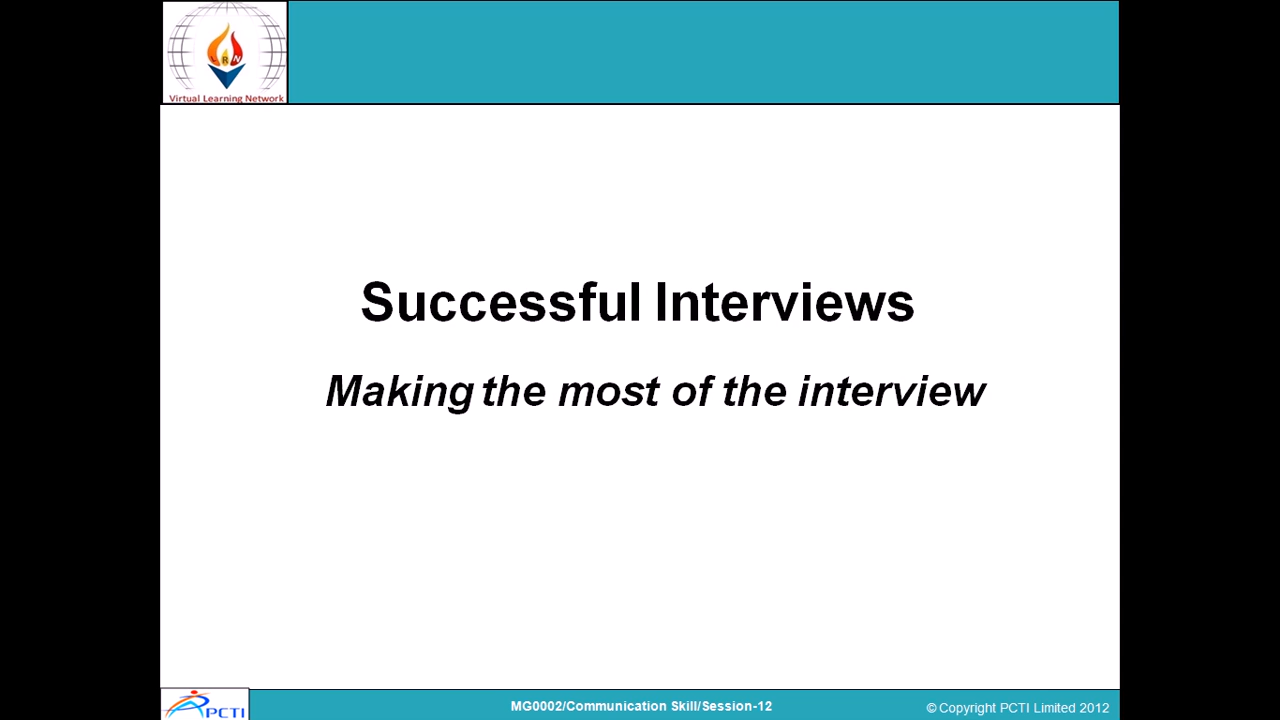 LRN
Virtual Learning Network
Successful Interviews
Making the most of the interview
PCTI
MG0002/Communication Skill/Session-12
© Copyright PCTI Limited 2012